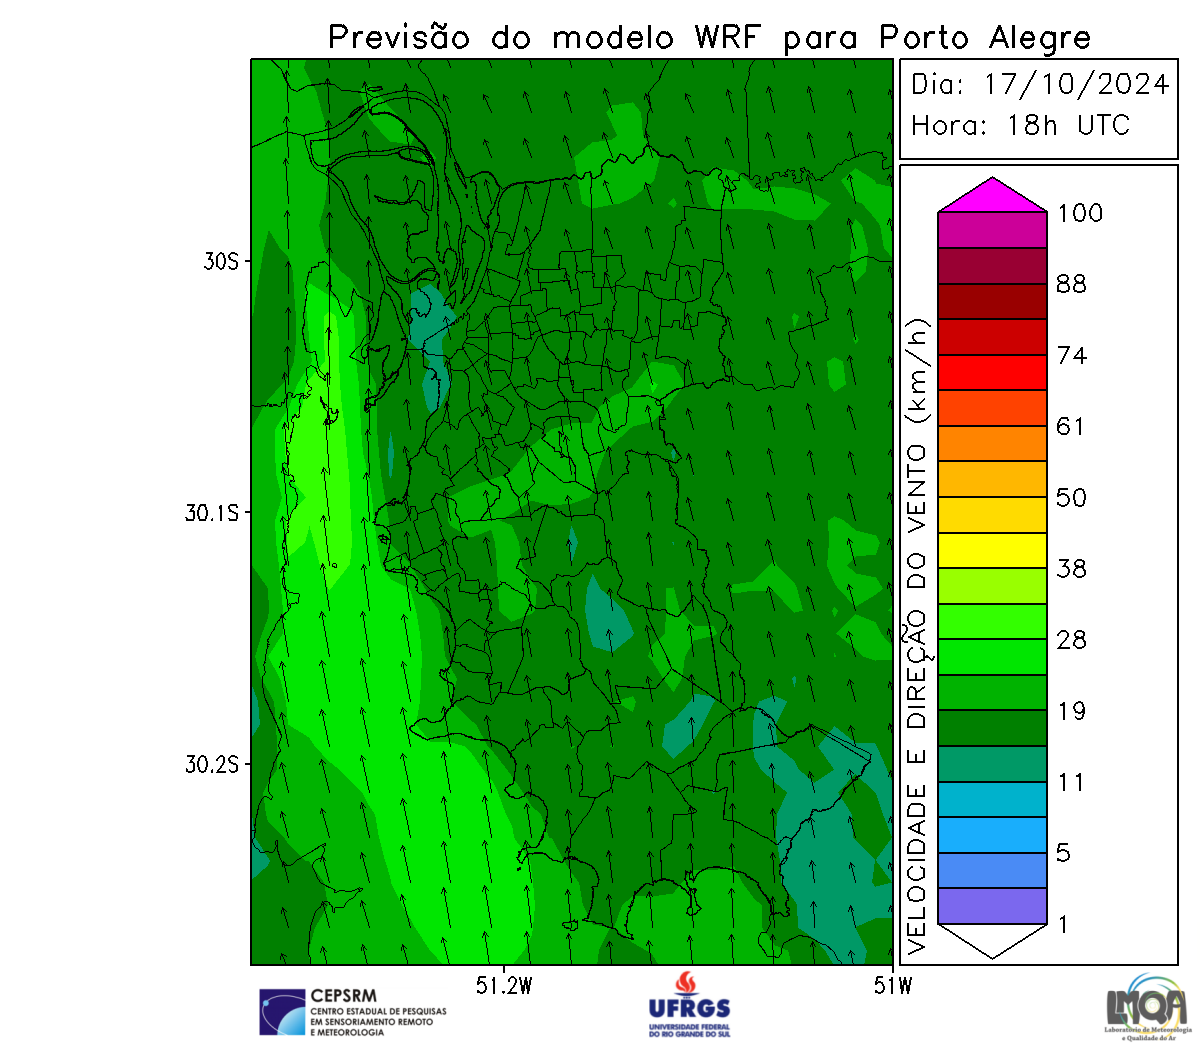 Previsão do modelo WRF para Porto Alegre
Dia: 17/10/2024
Hora: 18h UTC
30S
30.1S
30.2S
51.2W
51W
VELOCIDADE E DIREÇÃO DO VENTO (km/h)
100
88
74
61
50
38
28
19
11
5
1
CEPSRM
CENTRO ESTADUAL DE PESQUISAS
EM SENSORIAMENTO REMOTO
E METEOROLOGIA
UFRGS
UNIVERSIDADE FEDERAL
DO RIO GRANDE DO SUL
LMQA
Laboratório de Meteorologia
e Qualidade do Ar